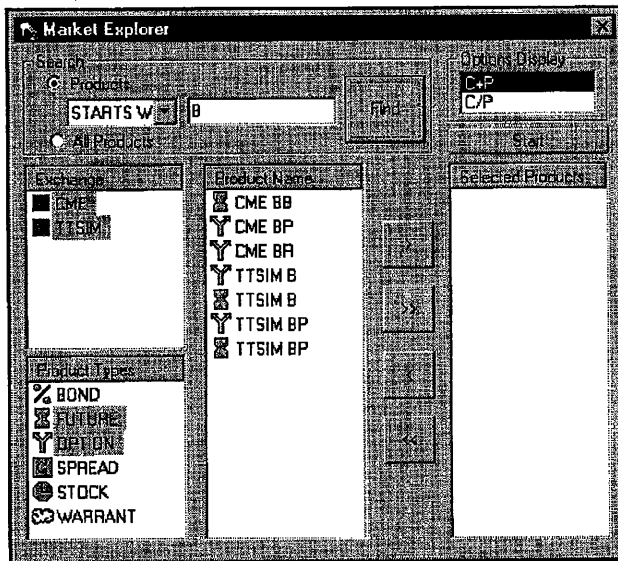 Market Explorer
Search
Products
STARTS W
B
Find
All Products
Options Display
C+P
C/P
Start
Exchange
CME
TTSIM
Product Name
CME BB
CME BP
CME BR
TTSIM B
TTSIM B
TTSIM BP
TTSIM BP
>
>>
<
<<
Selected Products
Product Types
BOND
FUTURE
OPTION
SPREAD
STOCK
WARRANT